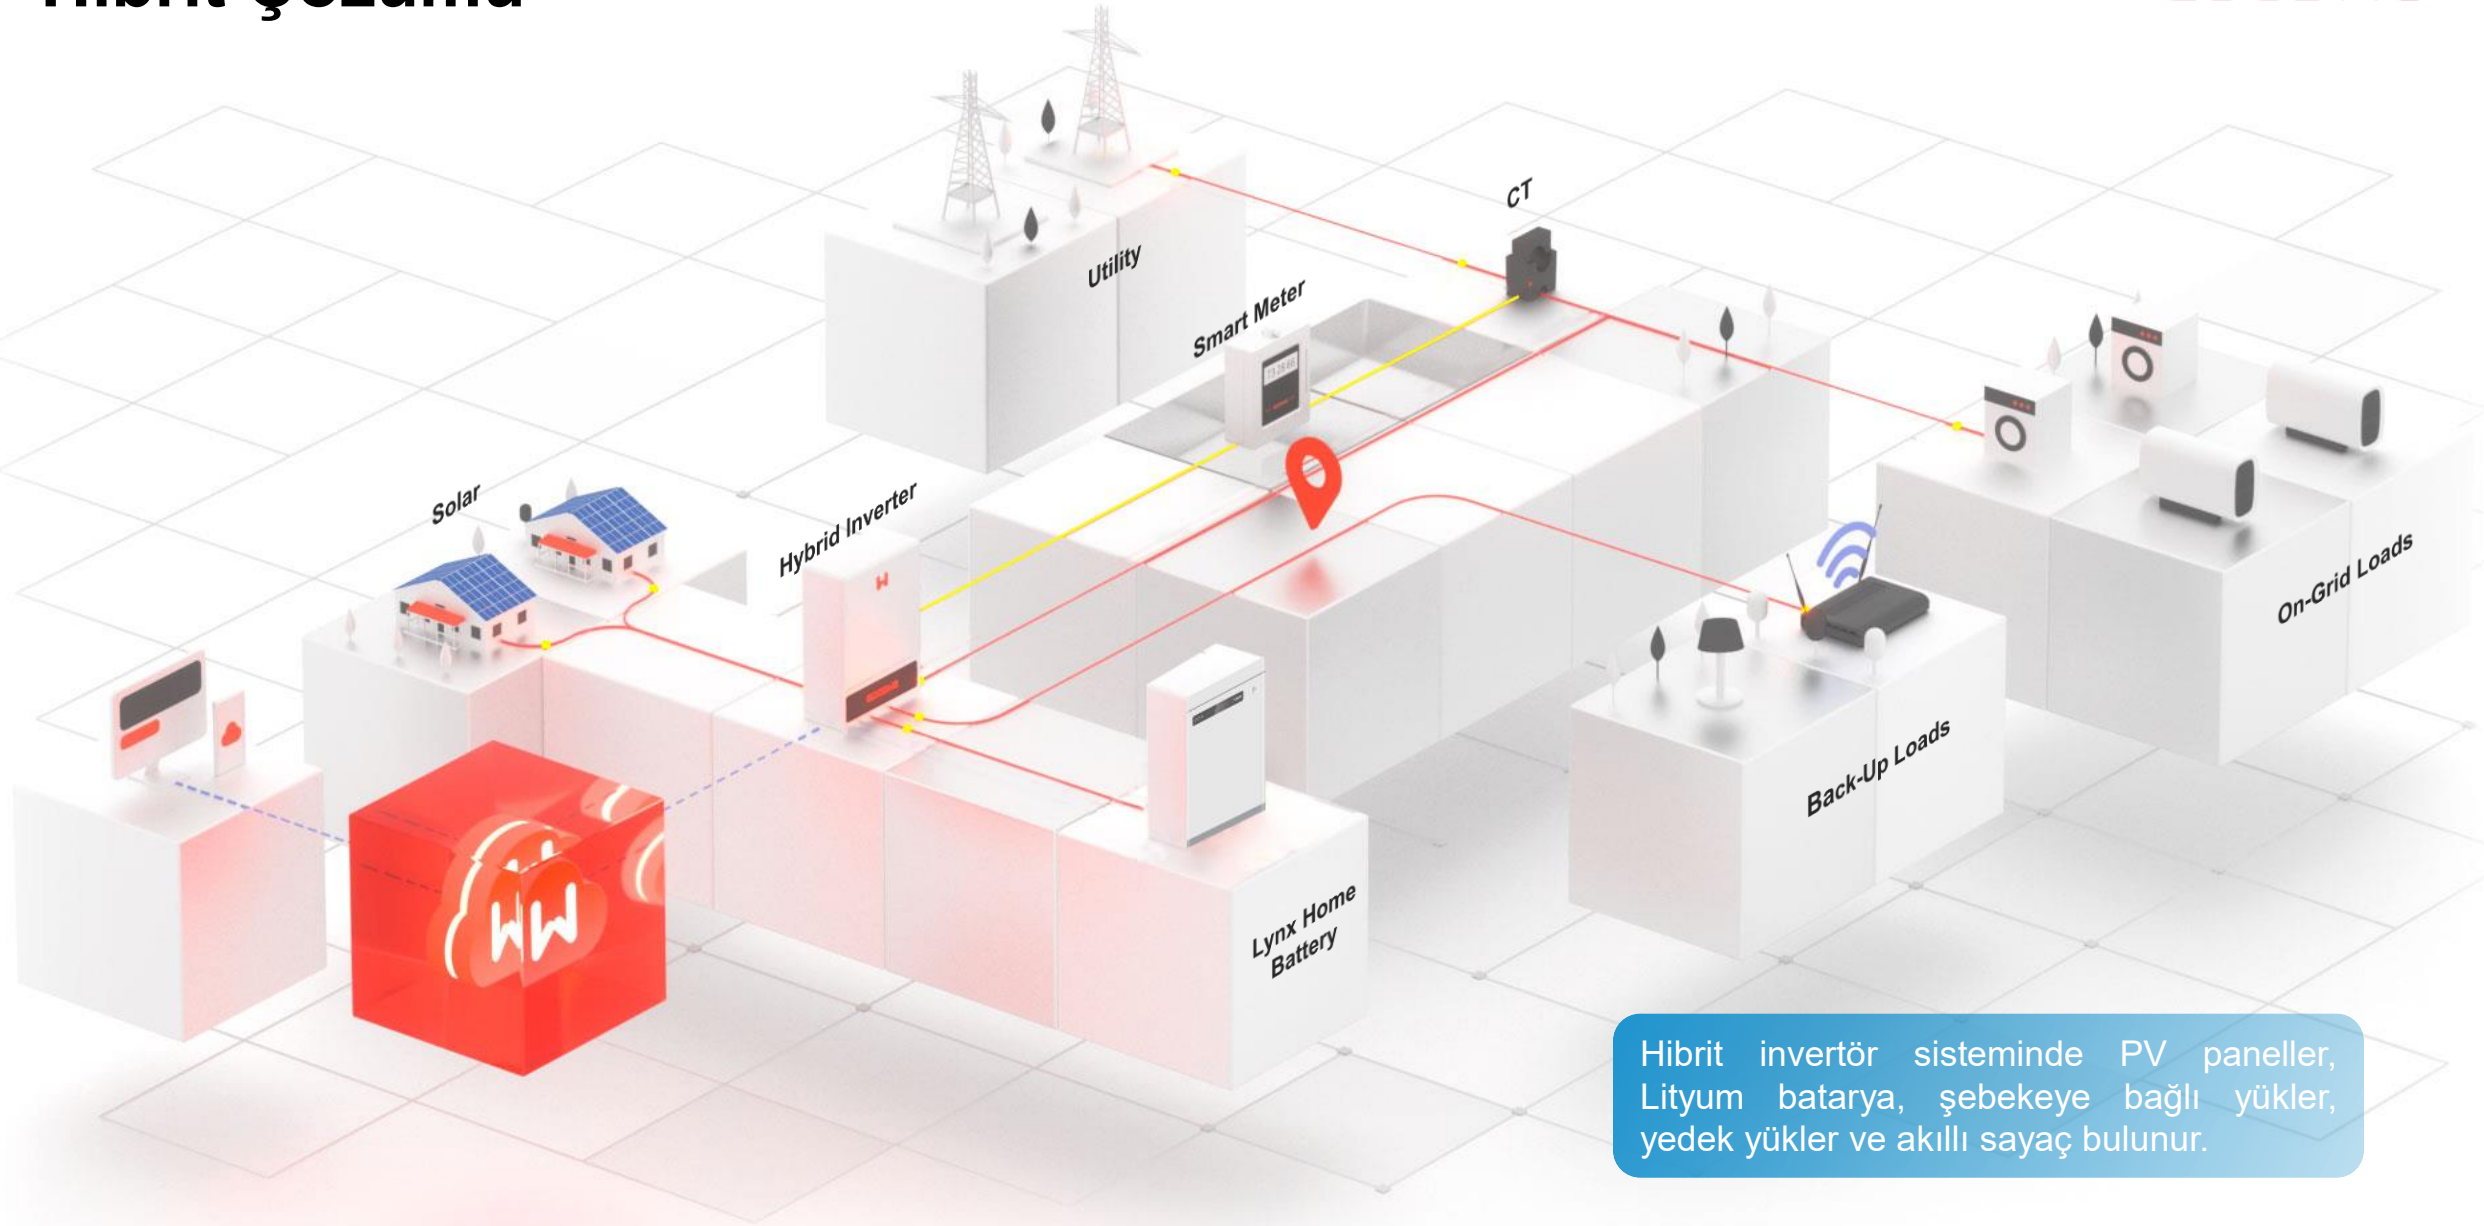 Hibrit Çözümü
CT
Utility
Smart Meter
Solar
Hybrid Inverter
On-Grid Loads
Back-Up Loads
Lynx Home
Battery
Hibrit invertör sisteminde PV paneller,
Lityum batarya, şebekeye bağlı yükler,
yedek yükler ve akıllı sayaç bulunur.